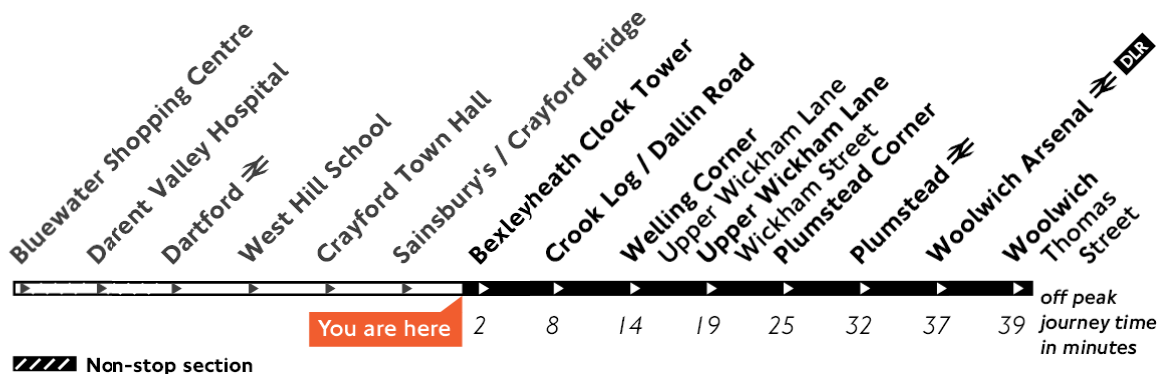 Bluewater Shopping Centre
Darent Valley Hospital
Dartford
West Hill School
Crayford Town Hall
Sainsbury's / Crayford Bridge
Bexleyheath Clock Tower
Crook Log / Dallin Road
Welling Corner
Upper Wickham Lane
Upper Wickham Lane
Wickham Street
Plumstead Corner
Plumstead
Woolwich Arsenal DLR
Woolwich
Thomas
Street
You are here
2 8 14 19 25 32 37 39
off peak
journey time
in minutes
Non-stop section